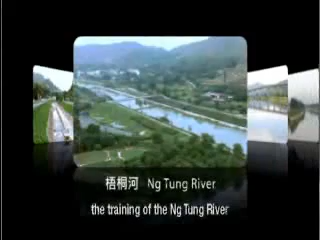 梧桐河 Ng Tung River
the training of the Ng Tung River